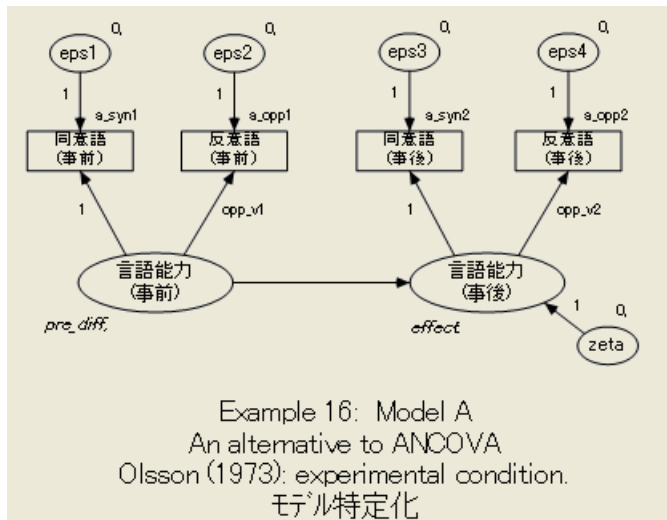 0, 0, 0, 0,
eps1 eps2 eps3 eps4
1 1 1 1
a_syn1 a_opp1 a_syn2 a_opp2
同意語 反意語 同意語 反意語
(事前) (事前) (事後) (事後)
1 opp_v1 1 opp_v2
言語能力 言語能力
(事前) (事後)
pre_diff, effect
1 0,
zeta
Example 16: Model A
An alternative to ANCOVA
Olsson (1973): experimental condition.
モデル特定化